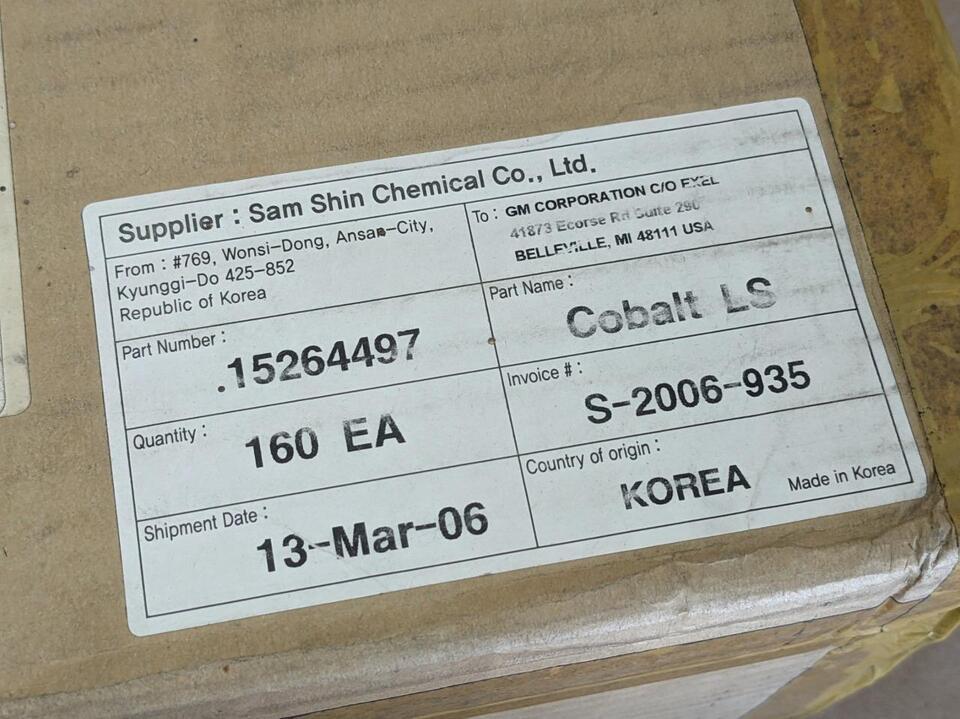 Supplier : Sam Shin Chemical Co., Ltd.
From : #769, Wonsi-Dong, Ansan-City,
Kyunggi-Do 425-852
Republic of Korea
To : GM CORPORATION C/O EXEL
41873 Ecorse Rd Suite 290
BELLEVILLE, MI 48111 USA
Part Number :
.15264497
Part Name :
Cobalt LS
Quantity :
160 EA
Invoice # :
S-2006-935
Shipment Date :
13-Mar-06
Country of origin :
KOREA
Made in Korea